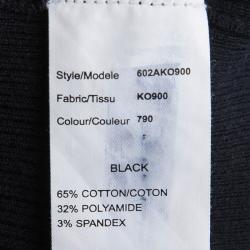 Style/Modele 602AKO900
Fabric/Tissu KO900
Colour/Couleur 790
BLACK
65% COTTON/COTON
32% POLYAMIDE
3% SPANDEX